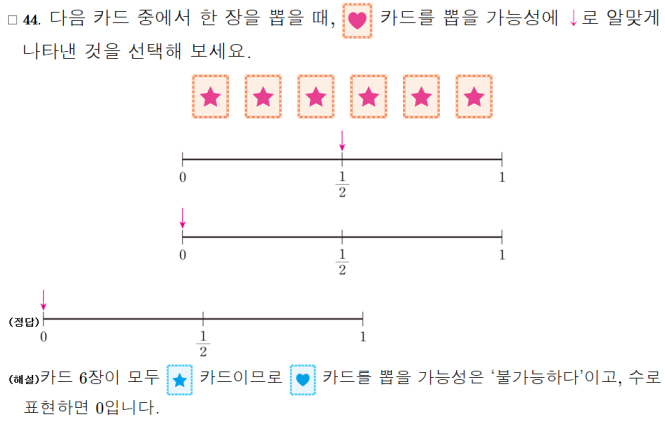 □ 44. 다음 카드 중에서 한 장을 뽑을 때, 카드를 뽑을 가능성에 ↓로 알맞게
나타낸 것을 선택해 보세요.
0 1/2 1
0 1/2 1
(정답) 0 1/2 1
(해설)카드 6장이 모두 카드이므로 카드를 뽑을 가능성은 ‘불가능하다’이고, 수로
표현하면 0입니다.